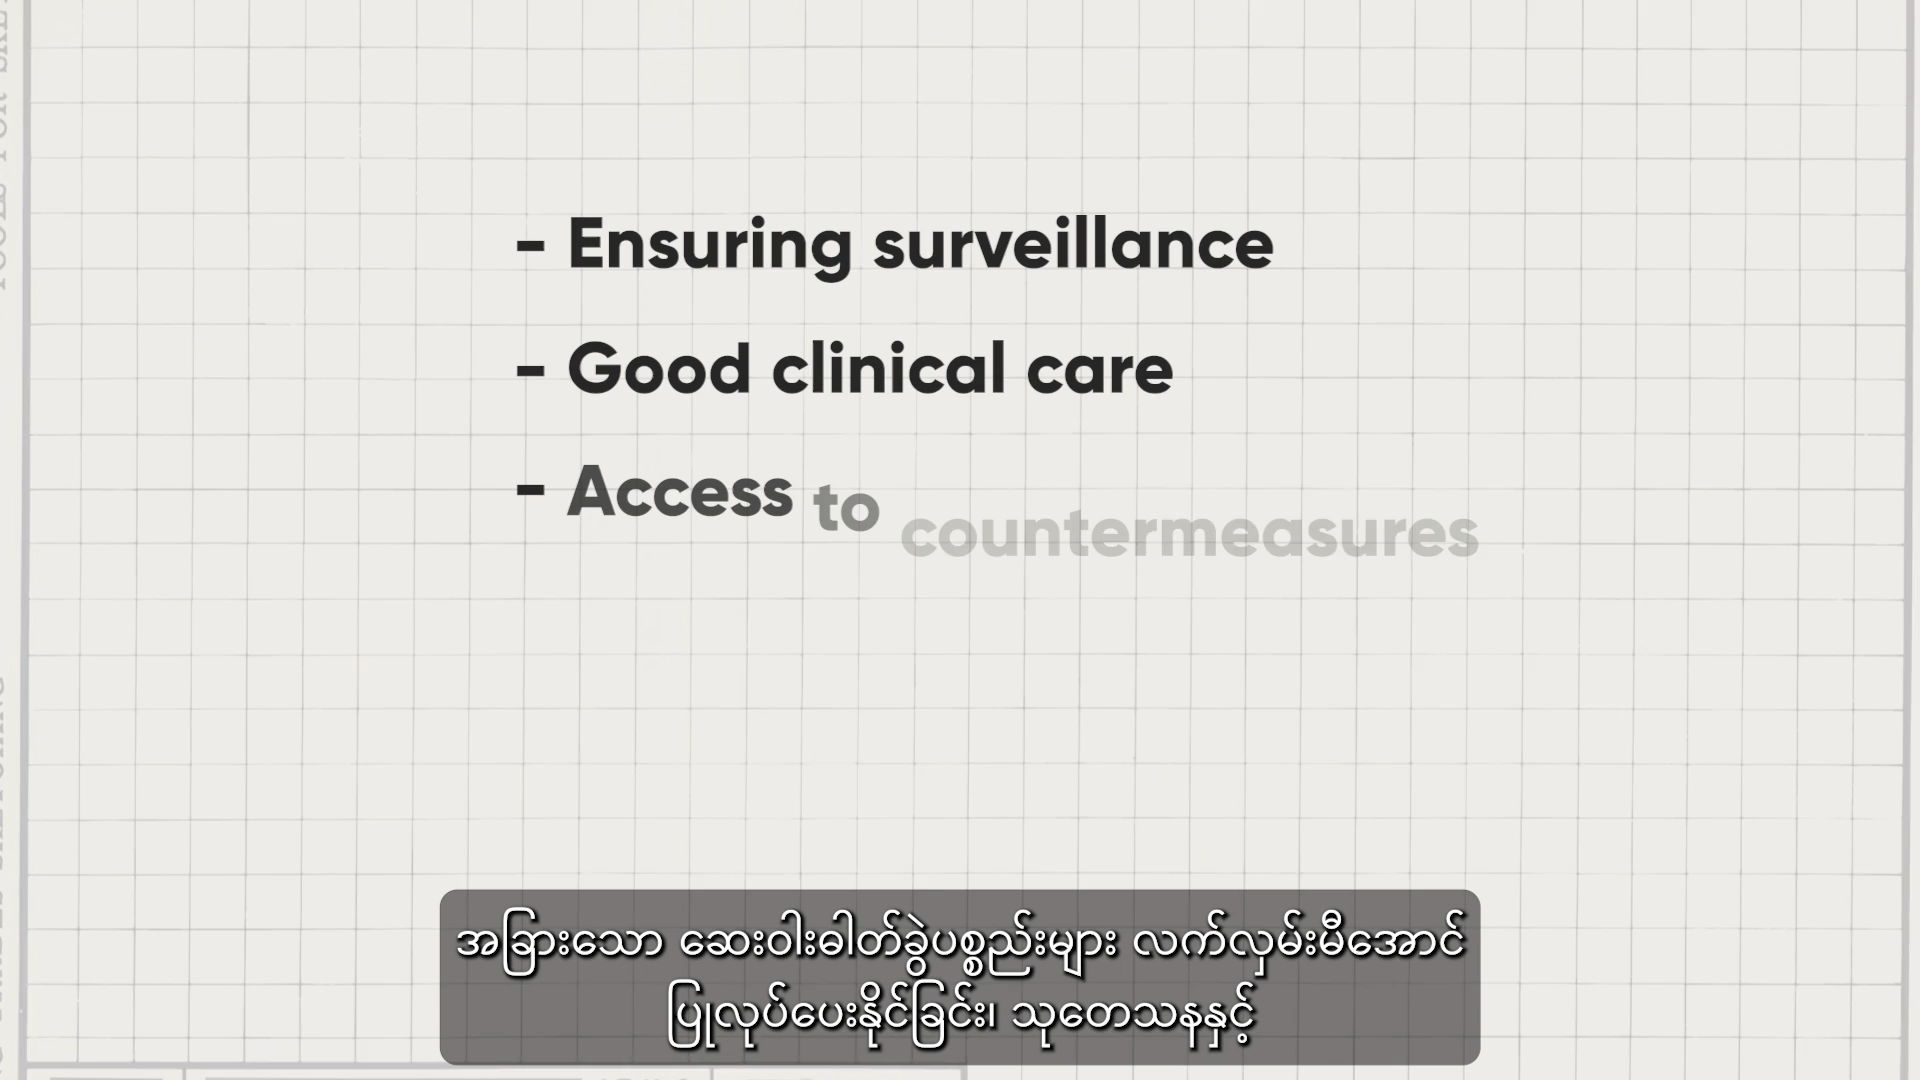 - Ensuring surveillance
- Good clinical care
- Access to countermeasures
အခြားသော ဆေးဝါးဓါတ်ခွဲပစ္စည်းများ လက်လှမ်းမီအောင်
ပြုလုပ်ပေးနိုင်ခြင်း၊ သုတေသနနှင့်